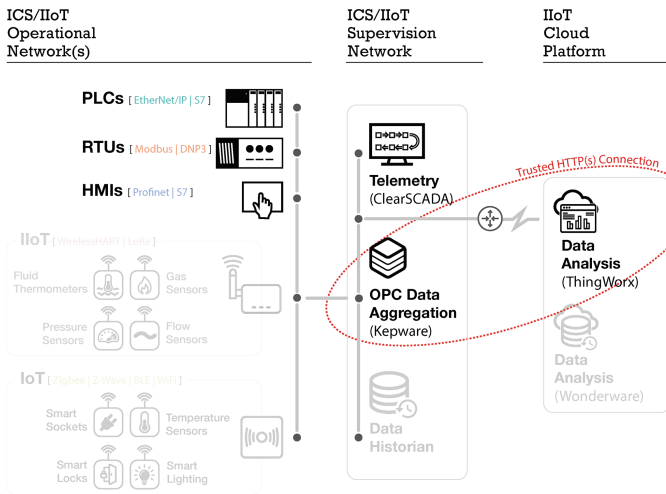 ICS/IIoT
Operational
Network(s)
ICS/IIoT
Supervision
Network
IIoT
Cloud
Platform
PLCs [ EtherNet/IP | S7 ]
RTUs [ Modbus | DNP3 ]
HMIs [ Profinet | S7 ]
IIoT [ WirelessHART | LoRa ]
Fluid
Thermometers
Gas
Sensors
Pressure
Sensors
Flow
Sensors
IoT [ Zigbee | Z-Wave | BLE | WiFi ]
Smart
Sockets
Temperature
Sensors
Smart
Locks
Smart
Lighting
Telemetry
(ClearSCADA)
OPC Data
Aggregation
(Kepware)
Data
Historian
Trusted HTTP(s) Connection
Data
Analysis
(ThingWorx)
Data
Analysis
(Wonderware)